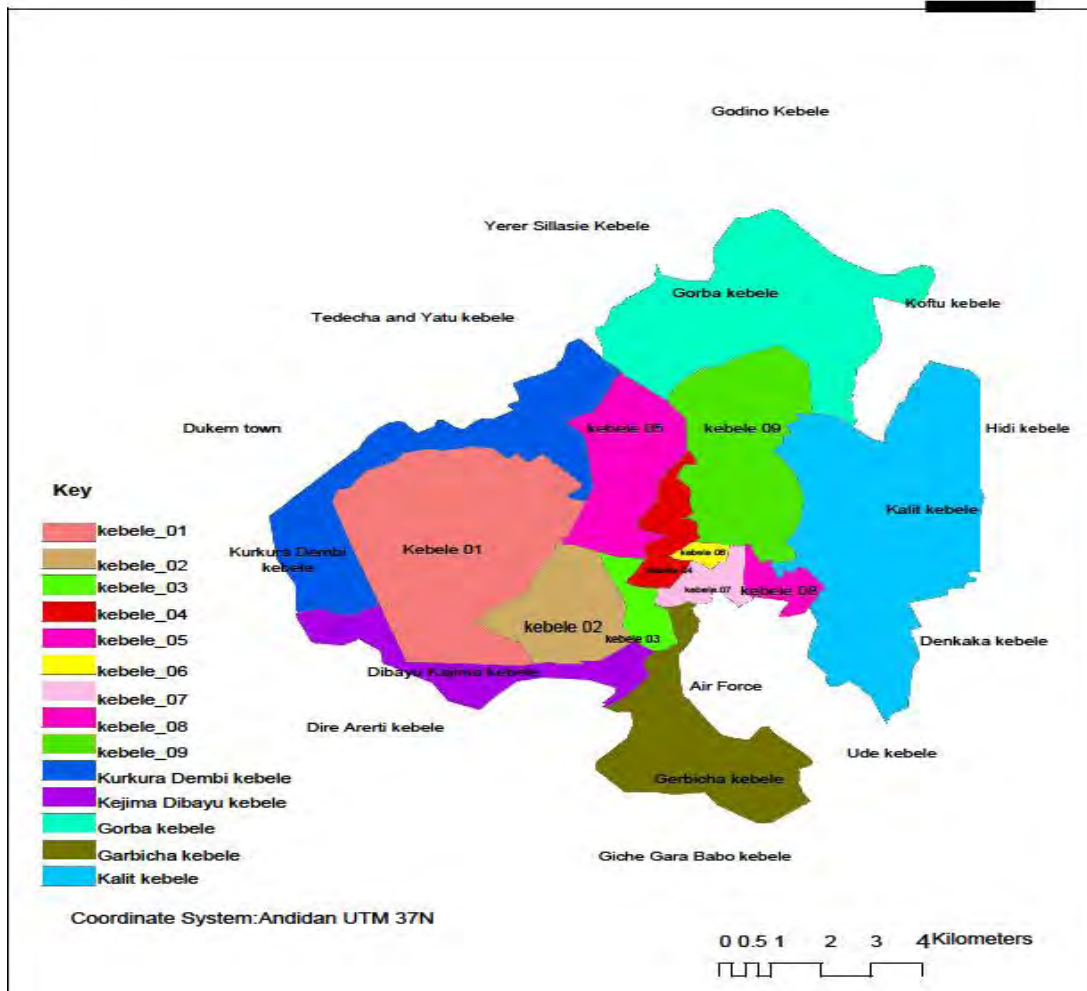 Godino Kebele
Yerer Sillasie Kebele
Gorba kebele
Koftu kebele
Tedecha and Yatu kebele
Dukem town
kebele 05
kebele 09
Hidi kebele
Key
kebele_01
kebele_02
kebele_03
kebele_04
kebele_05
kebele_06
kebele_07
kebele_08
kebele_09
Kurkura Dembi kebele
Kejima Dibayu kebele
Gorba kebele
Garbicha kebele
Kalit kebele
Kalit kebele
Kebele 01
Kurkura Dembi
kebele
kebele 06
kebele 04
kebele 07
kebele 08
kebele 02
kebele 03
Denkaka kebele
Dibayu Kajima kebele
Air Force
Dire Arerti kebele
Ude kebele
Gerbicha kebele
Giche Gara Babo kebele
Coordinate System:Andidan UTM 37N
0 0.5 1 2 3 4 Kilometers